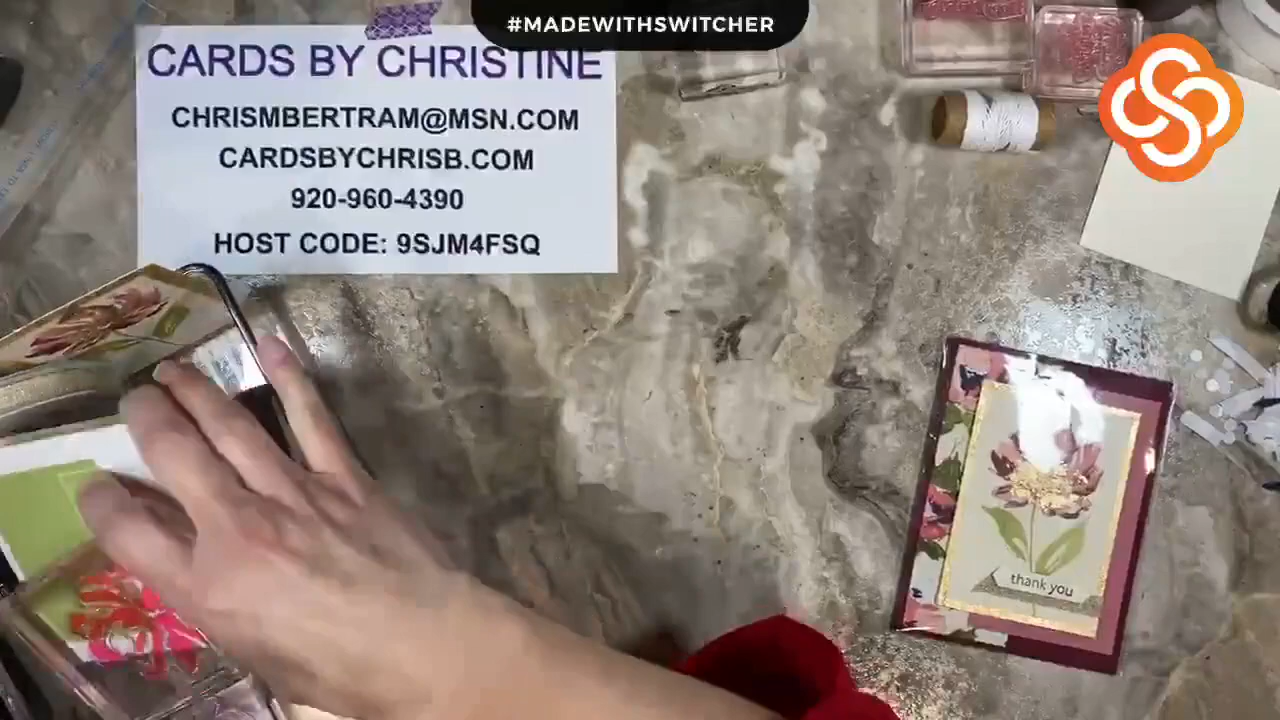 #MADEWITHSWITCHER
CARDS BY CHRISTINE
CHRISMBERTRAM@MSN.COM
CARDSBYCHRISB.COM
920-960-4390
HOST CODE: 9SJM4FSQ
thank you